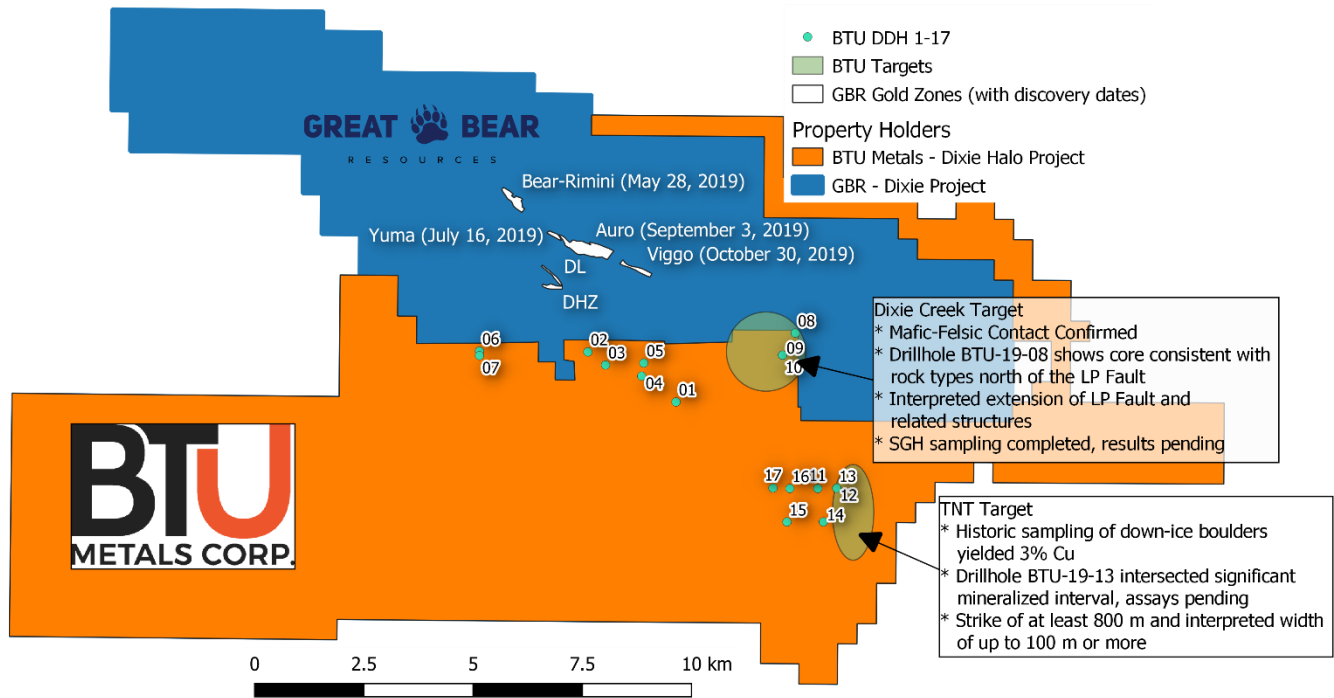 BTU DDH 1-17
BTU Targets
GBR Gold Zones (with discovery dates)
Property Holders
BTU Metals - Dixie Halo Project
GBR - Dixie Project
GREAT BEAR
RESOURCES
Bear-Rimini (May 28, 2019)
Yuma (July 16, 2019)
Auro (September 3, 2019)
Viggo (October 30, 2019)
DL
DHZ
06
07
02
03
05
04
01
08
09
10
Dixie Creek Target
* Mafic-Felsic Contact Confirmed
* Drillhole BTU-19-08 shows core consistent with
rock types north of the LP Fault
* Interpreted extension of LP Fault and
related structures
* SGH sampling completed, results pending
BTU
METALS CORP.
17
16
11
13
12
15
14
TNT Target
* Historic sampling of down-ice boulders
yielded 3% Cu
* Drillhole BTU-19-13 intersected significant
mineralized interval, assays pending
* Strike of at least 800 m and interpreted width
of up to 100 m or more
0 2.5 5 7.5 10 km